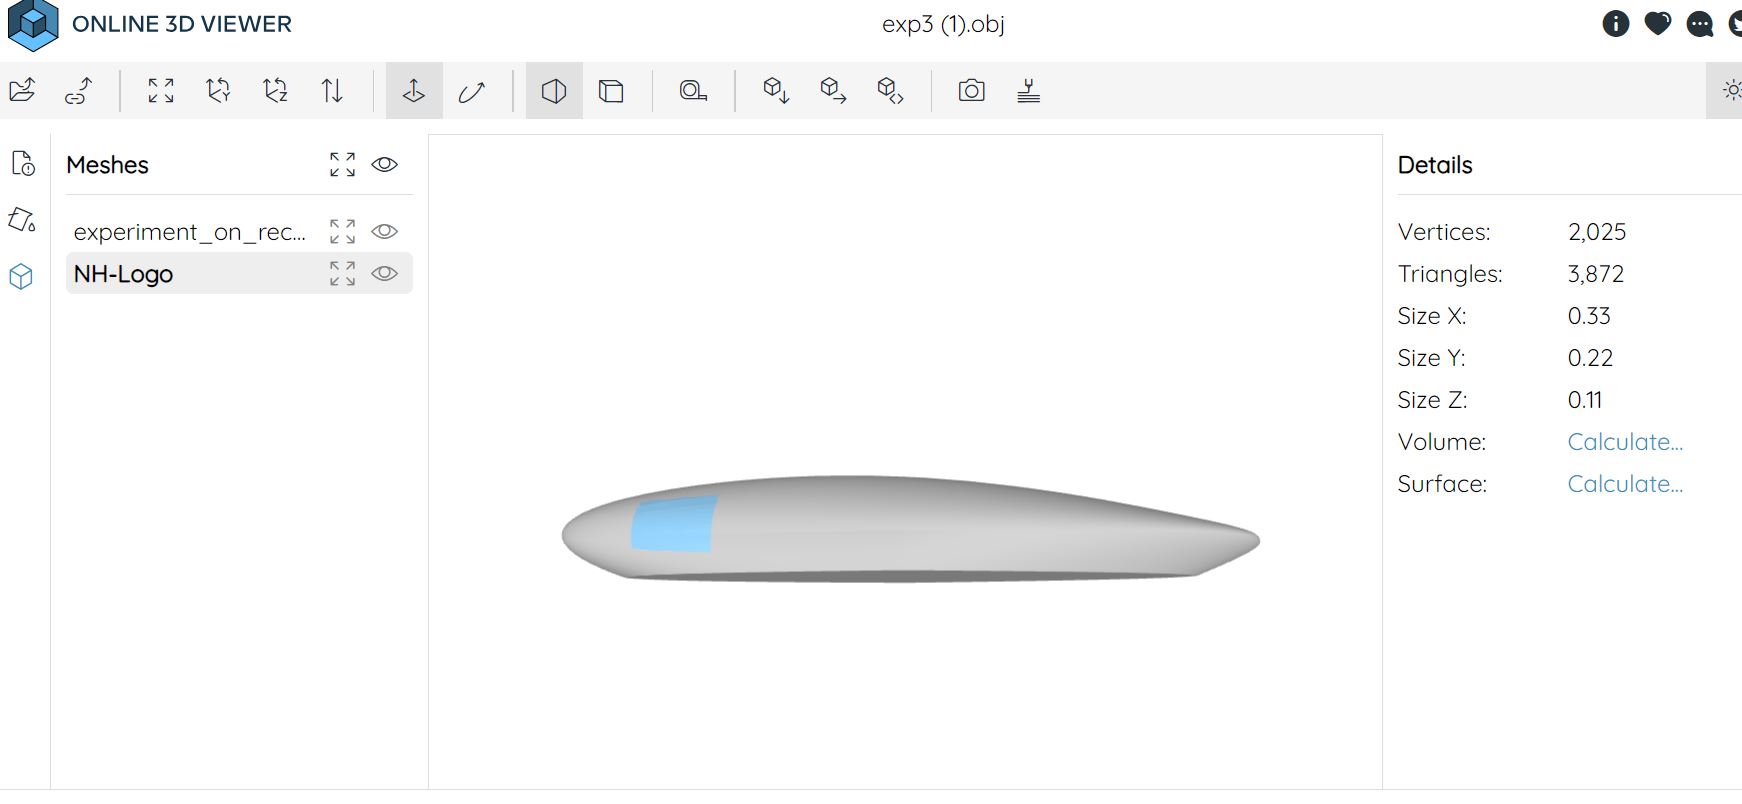 ONLINE 3D VIEWER
exp3 (1).obj
Meshes
experiment_on_rec...
NH-Logo
Details
Vertices: 2,025
Triangles: 3,872
Size X: 0.33
Size Y: 0.22
Size Z: 0.11
Volume: Calculate...
Surface: Calculate...